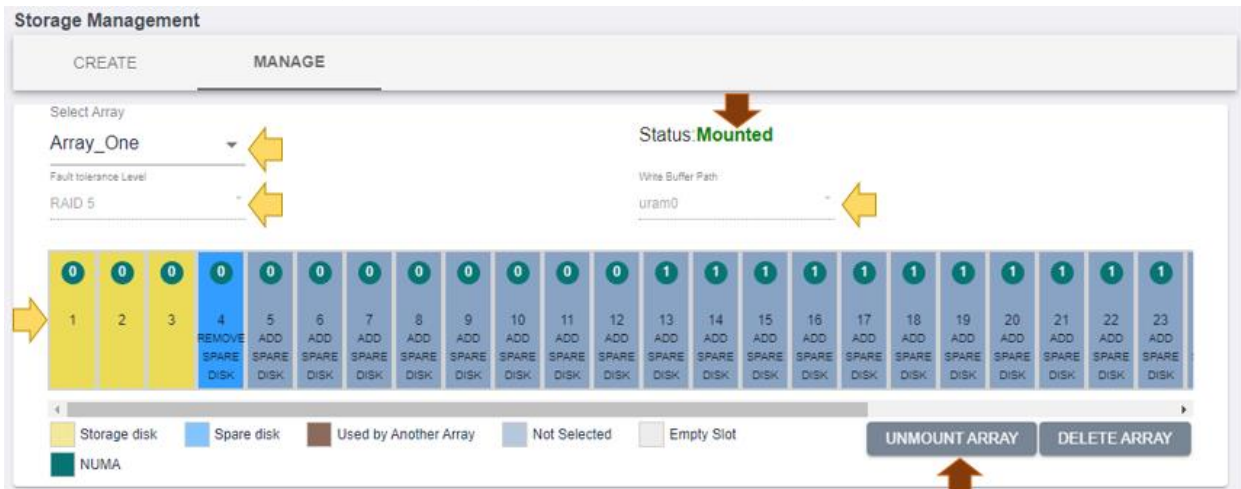 Storage Management
CREATE MANAGE
Select Array
Array_One
Status:Mounted
Fault tolerance Level
RAID 5
Write Buffer Path
uram0
0 0 0 0 0 0 0 0 0 0 0 0 1 1 1 1 1 1 1 1 1 1 1
1 2 3 4 5 6 7 8 9 10 11 12 13 14 15 16 17 18 19 20 21 22 23
REMOVE ADD ADD ADD ADD ADD ADD ADD ADD ADD ADD ADD ADD ADD ADD ADD ADD ADD ADD ADD
SPARE SPARE SPARE SPARE SPARE SPARE SPARE SPARE SPARE SPARE SPARE SPARE SPARE SPARE SPARE SPARE SPARE SPARE SPARE SPARE
DISK DISK DISK DISK DISK DISK DISK DISK DISK DISK DISK DISK DISK DISK DISK DISK DISK DISK DISK DISK
Storage disk Spare disk Used by Another Array Not Selected Empty Slot
NUMA
UNMOUNT ARRAY DELETE ARRAY